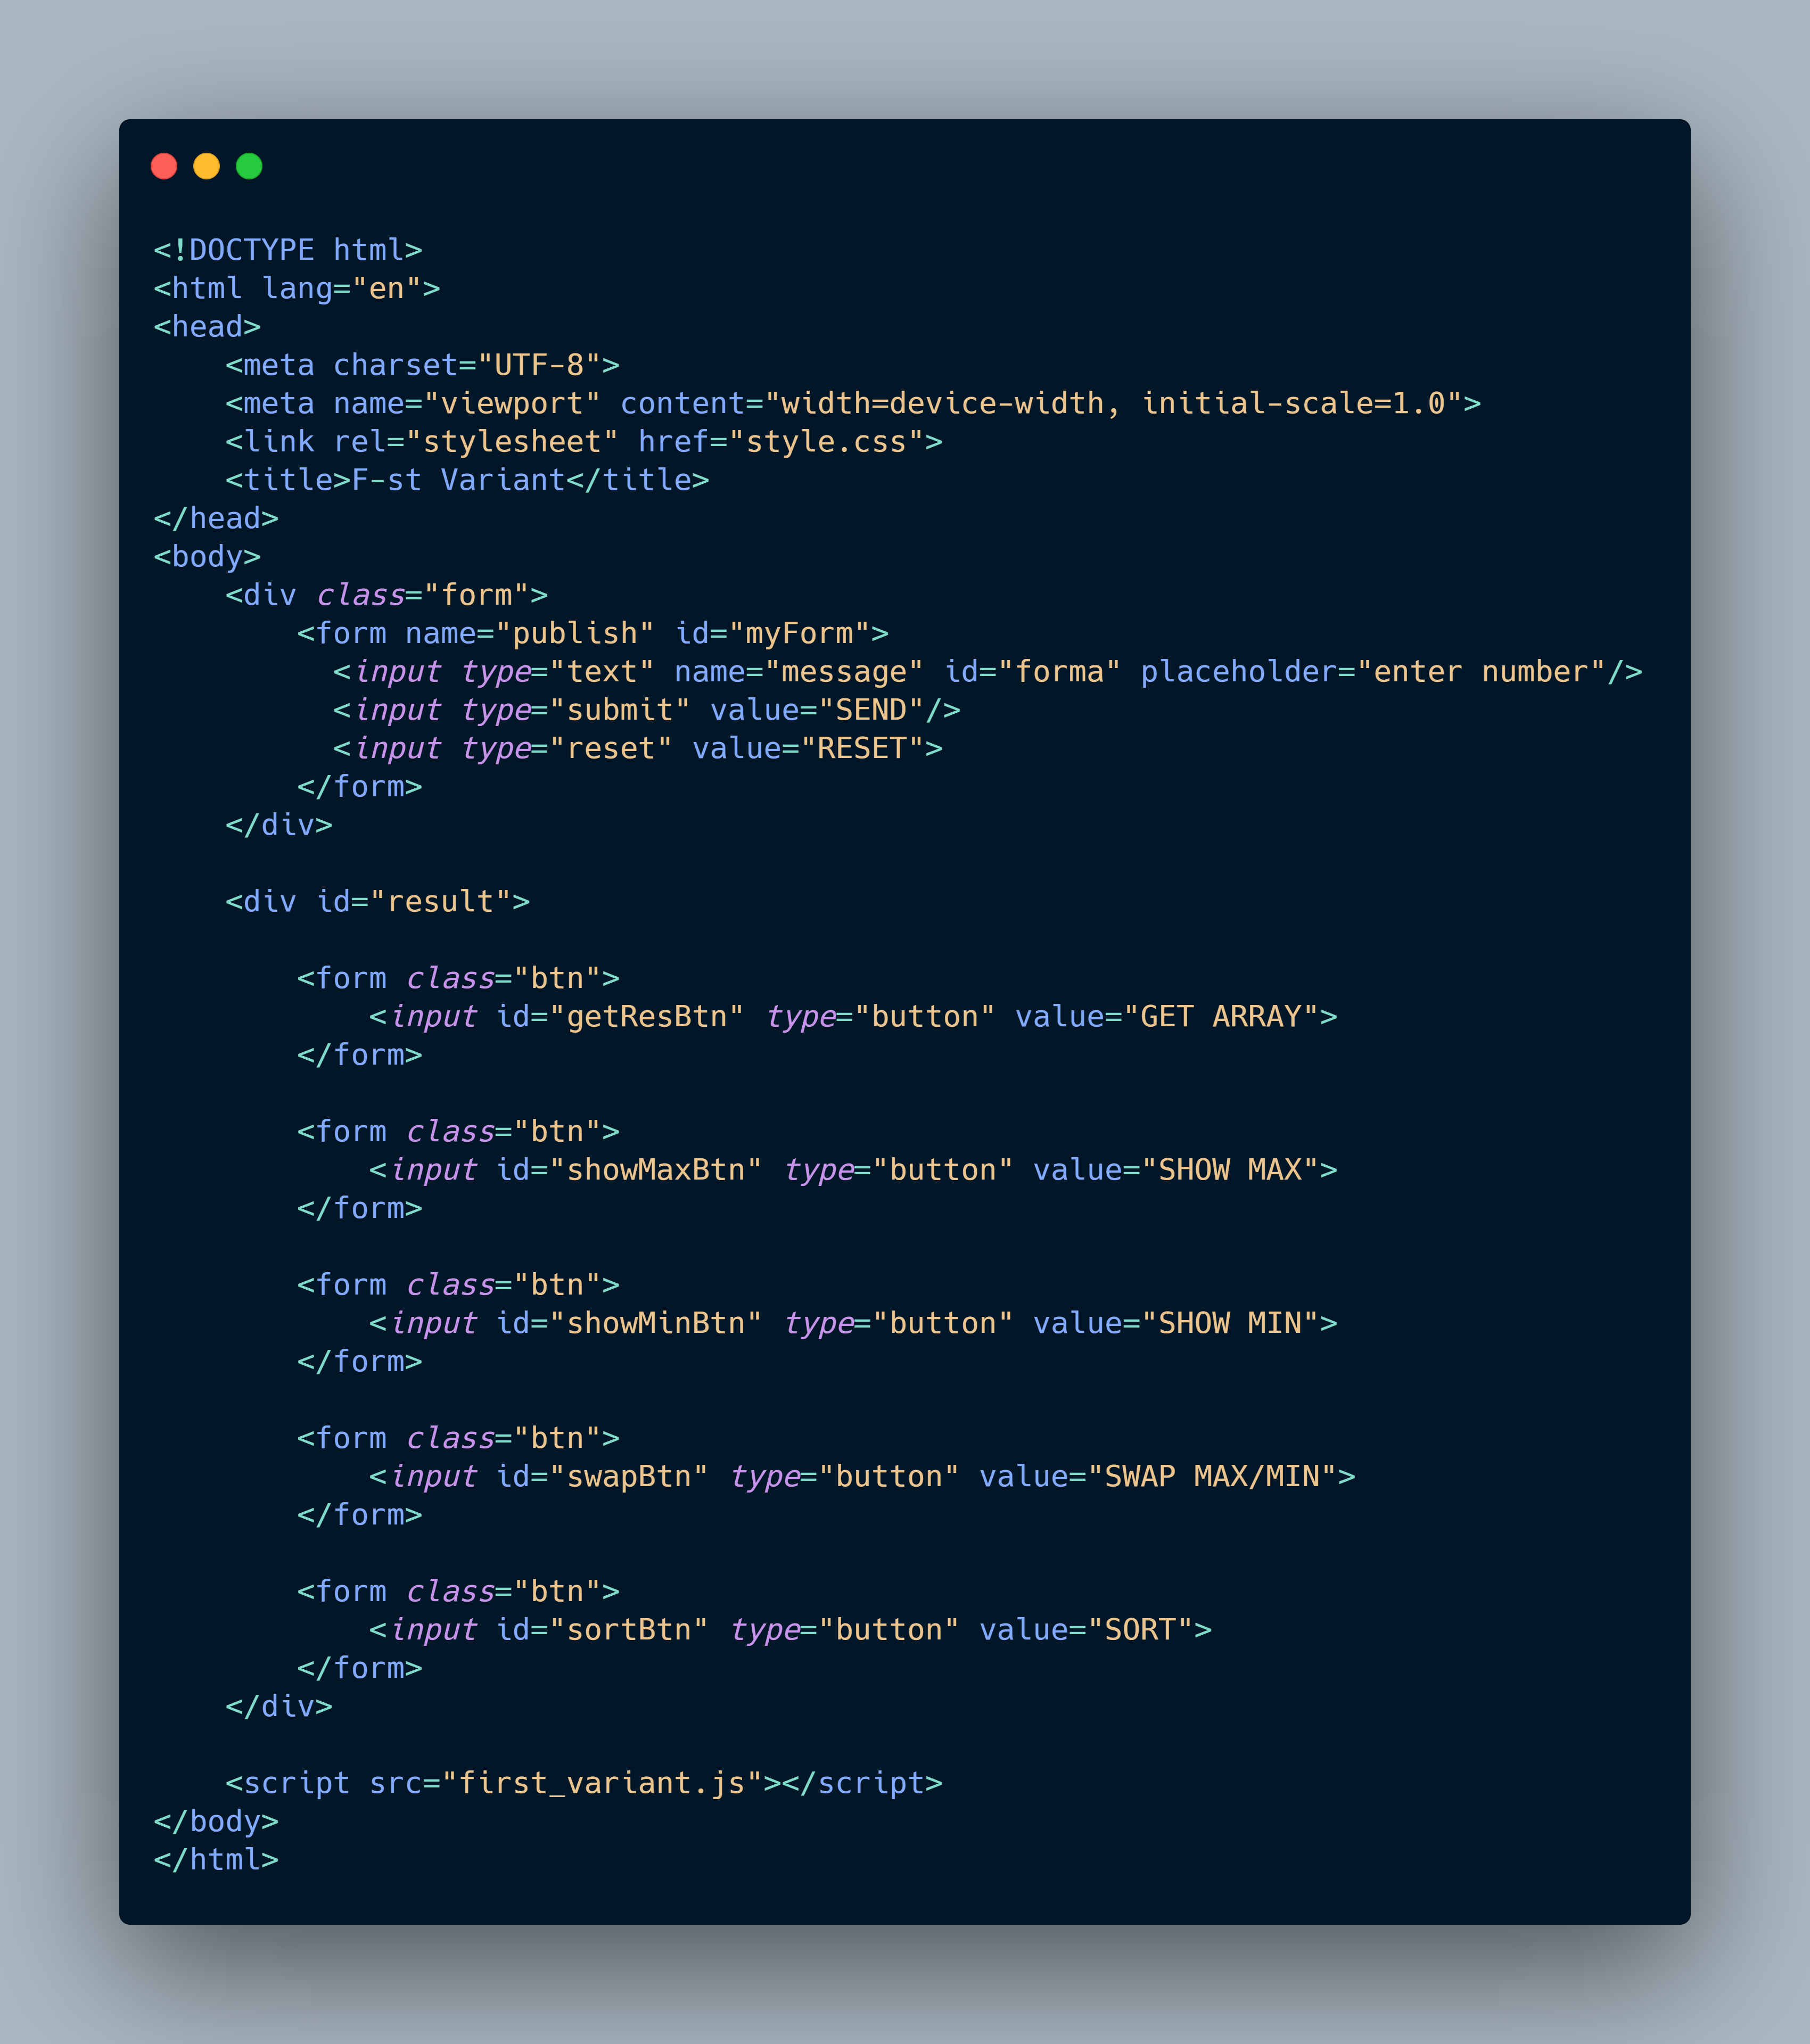 <!DOCTYPE html>
<html lang="en">
<head>
    <meta charset="UTF-8">
    <meta name="viewport" content="width=device-width, initial-scale=1.0">
    <link rel="stylesheet" href="style.css">
    <title>F-st Variant</title>
</head>
<body>
    <div class="form">
        <form name="publish" id="myForm">
          <input type="text" name="message" id="forma" placeholder="enter number"/>
          <input type="submit" value="SEND"/>
          <input type="reset" value="RESET">
        </form>
    </div>

    <div id="result">

        <form class="btn">
            <input id="getResBtn" type="button" value="GET ARRAY">
        </form>

        <form class="btn">
            <input id="showMaxBtn" type="button" value="SHOW MAX">
        </form>

        <form class="btn">
            <input id="showMinBtn" type="button" value="SHOW MIN">
        </form>

        <form class="btn">
            <input id="swapBtn" type="button" value="SWAP MAX/MIN">
        </form>

        <form class="btn">
            <input id="sortBtn" type="button" value="SORT">
        </form>
    </div>

    <script src="first_variant.js"></script>
</body>
</html>